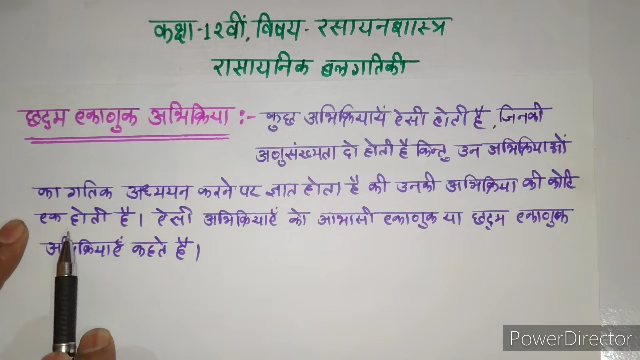 कक्षा-12वीं, विषय- रसायनशास्त्र
रासायनिक बलगतिकी
छद्म एकाणुक अभिक्रिया :- कुछ अभिक्रियायें ऐसी होती है, जिनकी
अणुसंख्यता दो होती है किन्तु उन अभिक्रियाओं
का गतिक अध्ययन करने पर ज्ञात होता है की उनकी अभिक्रिया की कोटि
एक होती है। ऐसी अभिक्रियाएँ को आभासी एकाणुक या छद्म एकाणुक
अभिक्रियाएँ कहते है।
PowerDirector